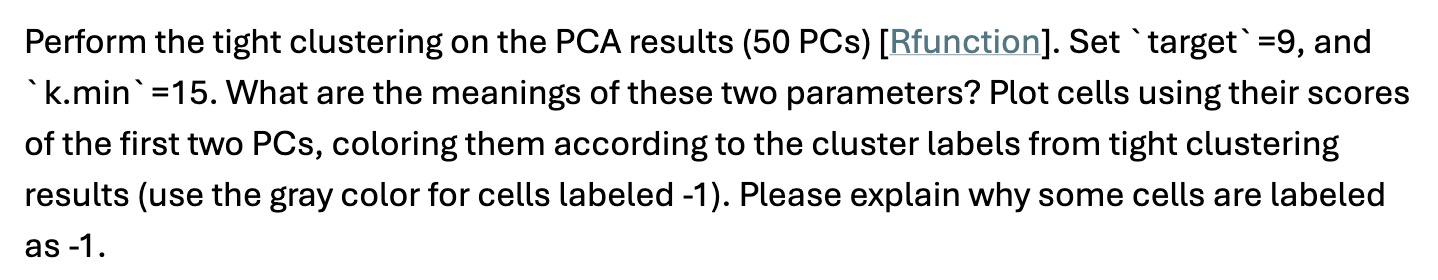 Perform the tight clustering on the PCA results (50 PCs) [Rfunction]. Set `target` =9, and
`k.min` =15. What are the meanings of these two parameters? Plot cells using their scores
of the first two PCs, coloring them according to the cluster labels from tight clustering
results (use the gray color for cells labeled -1). Please explain why some cells are labeled
as -1.